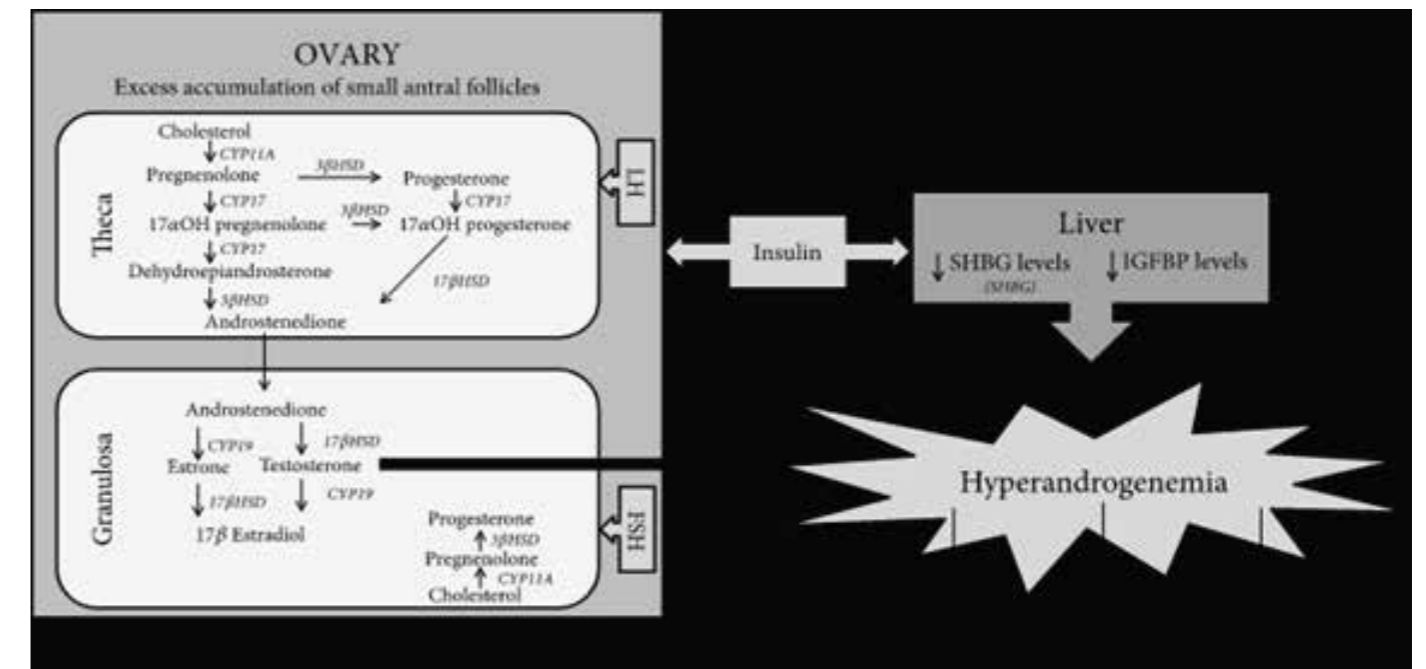 OVARY
Excess accumulation of small antral follicles
Theca
Cholesterol
CYP11A
Pregnenolone
3βHSD
Progesterone
CYP17
CYP17
17αOH pregnenolone
3βHSD
17αOH progesterone
CYP17
Dehydroepiandrosterone
17βHSD
3βHSD
Androstenedione
LH
Granulosa
Androstenedione
CYP19
17βHSD
Estrone
Testosterone
17βHSD
CYP19
17β Estradiol
Progesterone
3βHSD
Pregnenolone
CYP11A
Cholesterol
FSH
Insulin
Liver
↓ SHBG levels
(SHBG)
↓ IGFBP levels
Hyperandrogenemia